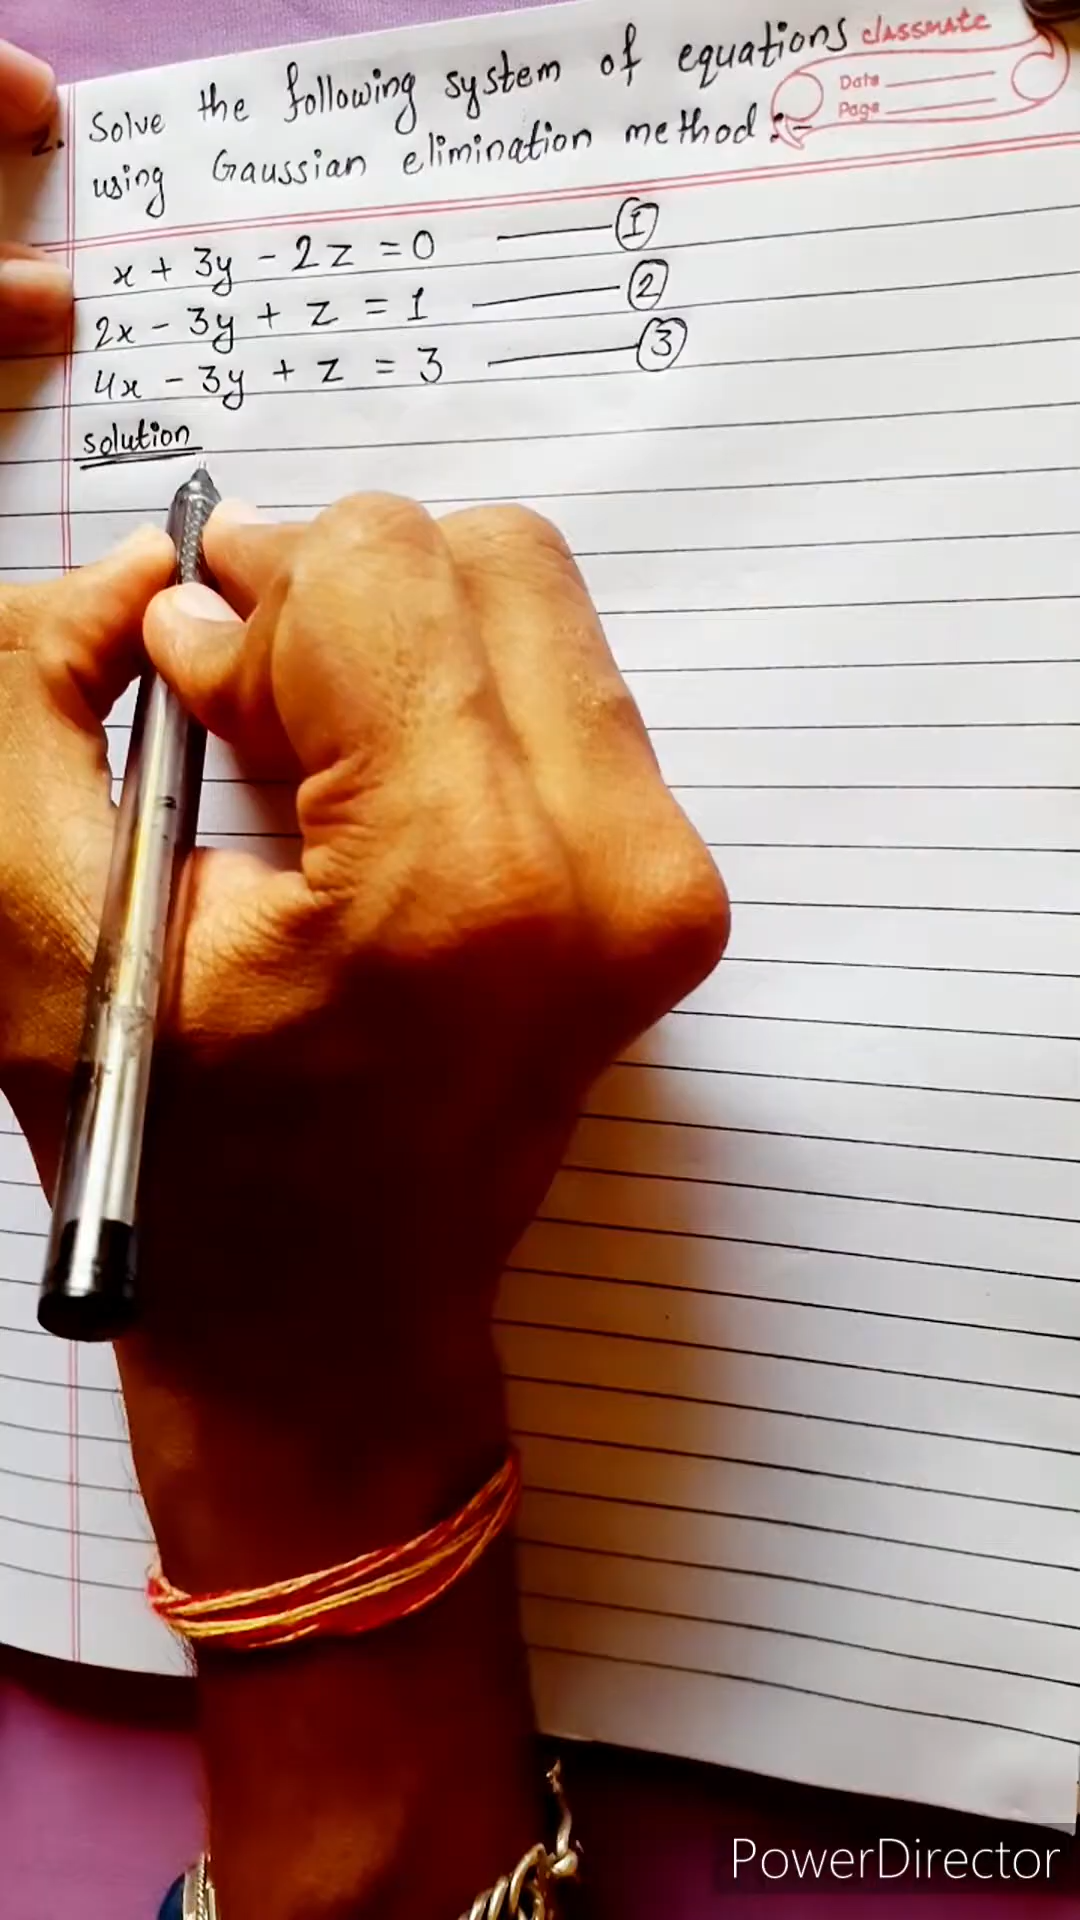 classmate
Date
Page
2. Solve the following system of equations
using Gaussian elimination method :-
x + 3y - 2z = 0 ——— ①
2x - 3y + z = 1 ——— ②
4x - 3y + z = 3 ——— ③
solution
PowerDirector